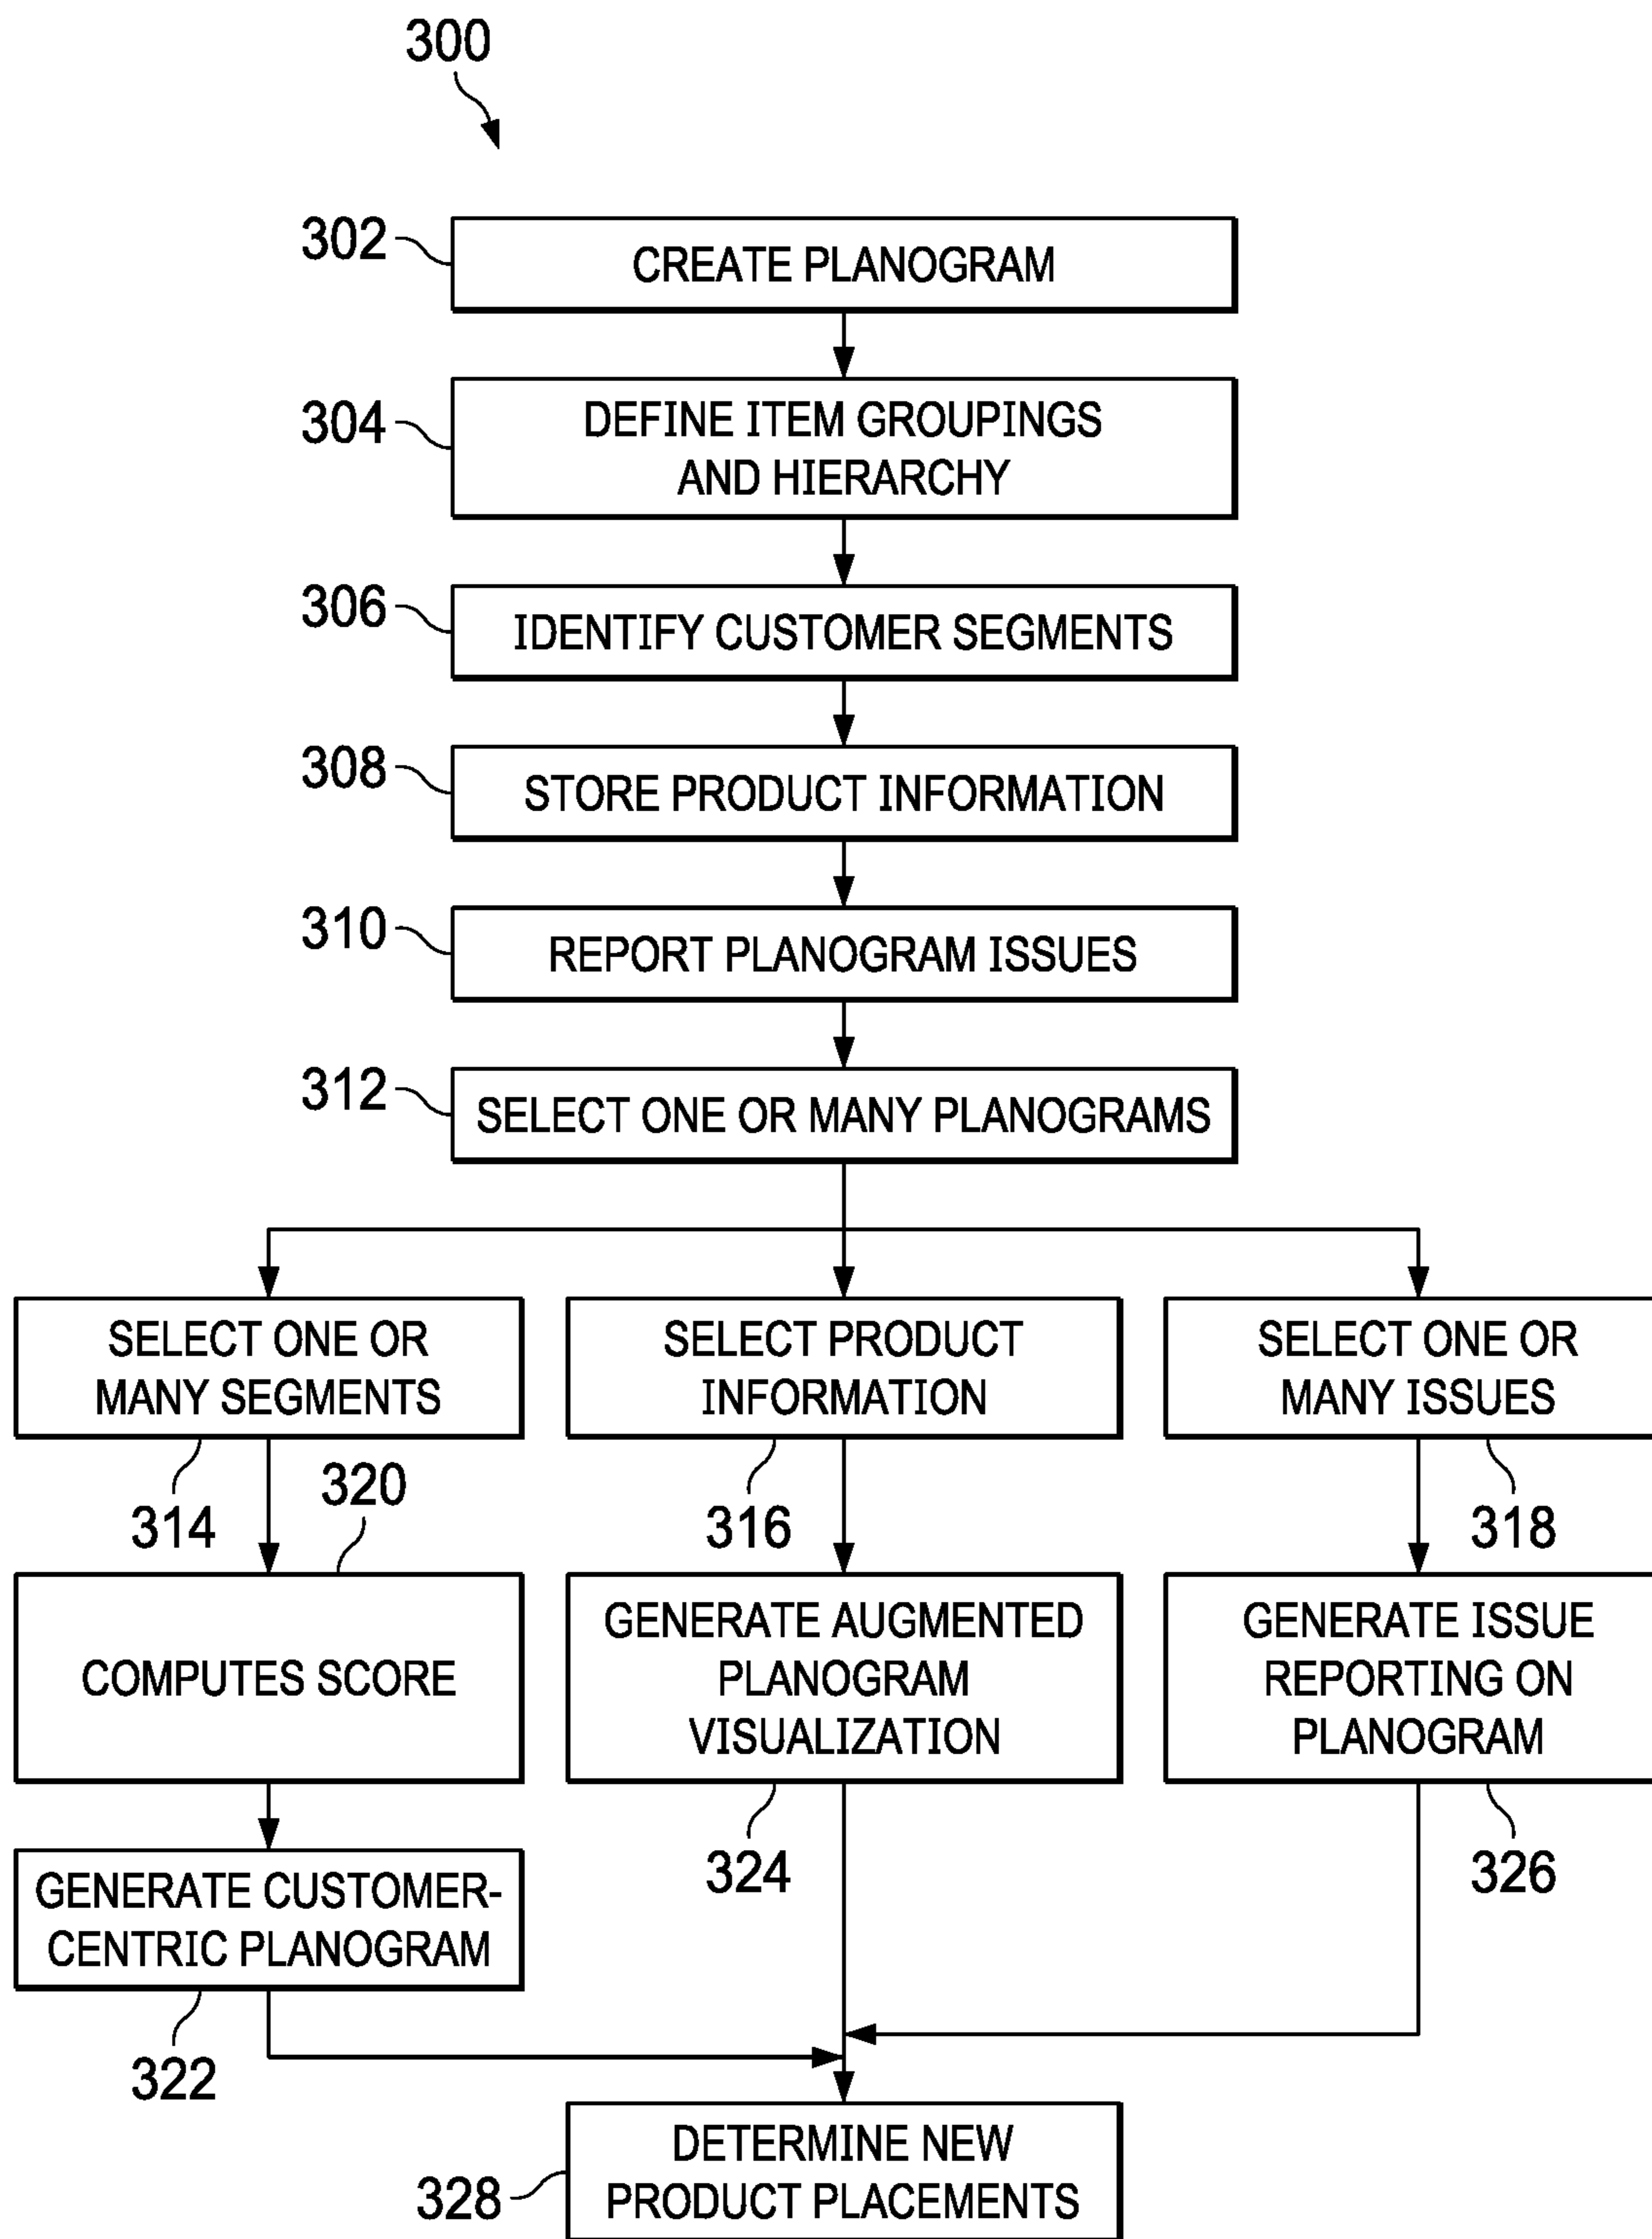 300
302
CREATE PLANOGRAM
304
DEFINE ITEM GROUPINGS
AND HIERARCHY
306
IDENTIFY CUSTOMER SEGMENTS
308
STORE PRODUCT INFORMATION
310
REPORT PLANOGRAM ISSUES
312
SELECT ONE OR MANY PLANOGRAMS
SELECT ONE OR
MANY SEGMENTS
314
SELECT PRODUCT
INFORMATION
316
SELECT ONE OR
MANY ISSUES
318
320
COMPUTES SCORE
GENERATE AUGMENTED
PLANOGRAM
VISUALIZATION
324
GENERATE ISSUE
REPORTING ON
PLANOGRAM
326
GENERATE CUSTOMER-
CENTRIC PLANOGRAM
322
328
DETERMINE NEW
PRODUCT PLACEMENTS